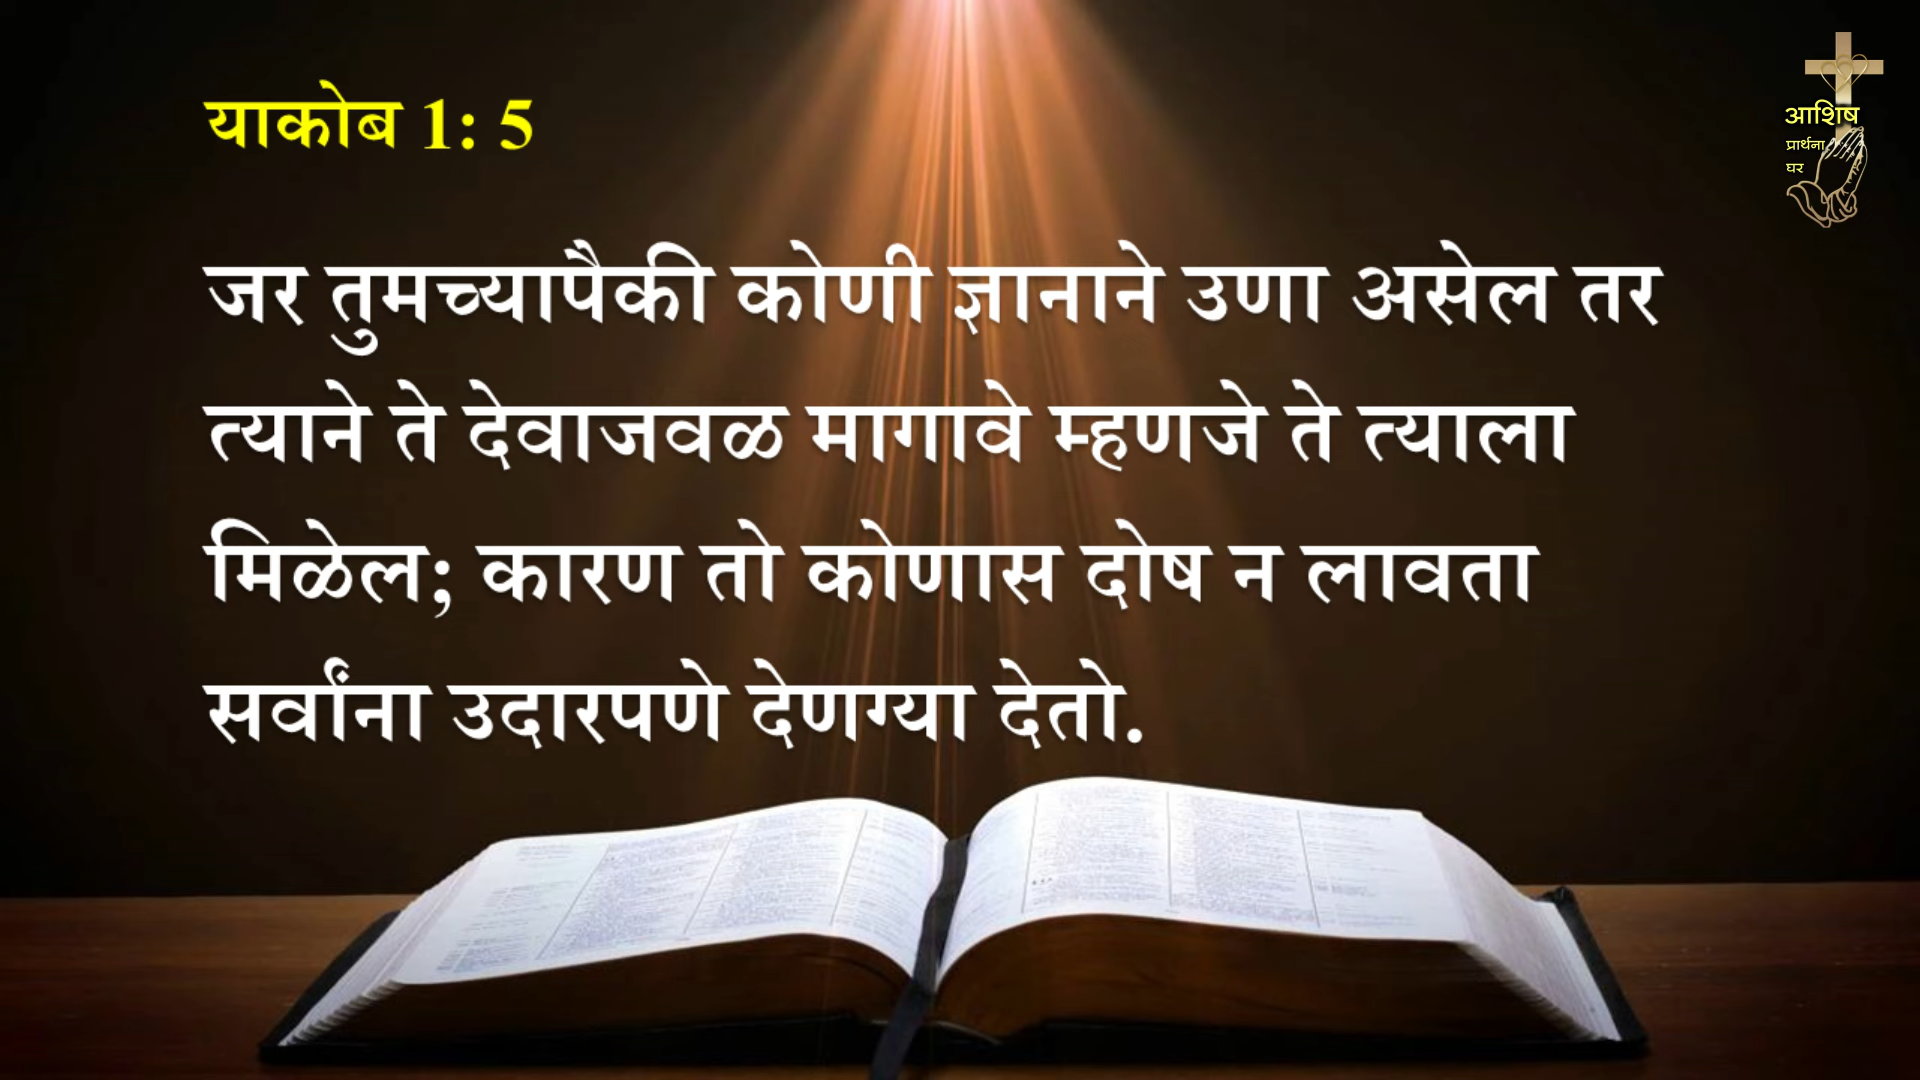 याकोब 1: 5
आशिष
प्रार्थना
घर
जर तुमच्यापैकी कोणी ज्ञानाने उणा असेल तर
त्याने ते देवाजवळ मागावे म्हणजे ते त्याला
मिळेल; कारण तो कोणास दोष न लावता
सर्वांना उदारपणे देणग्या देतो.